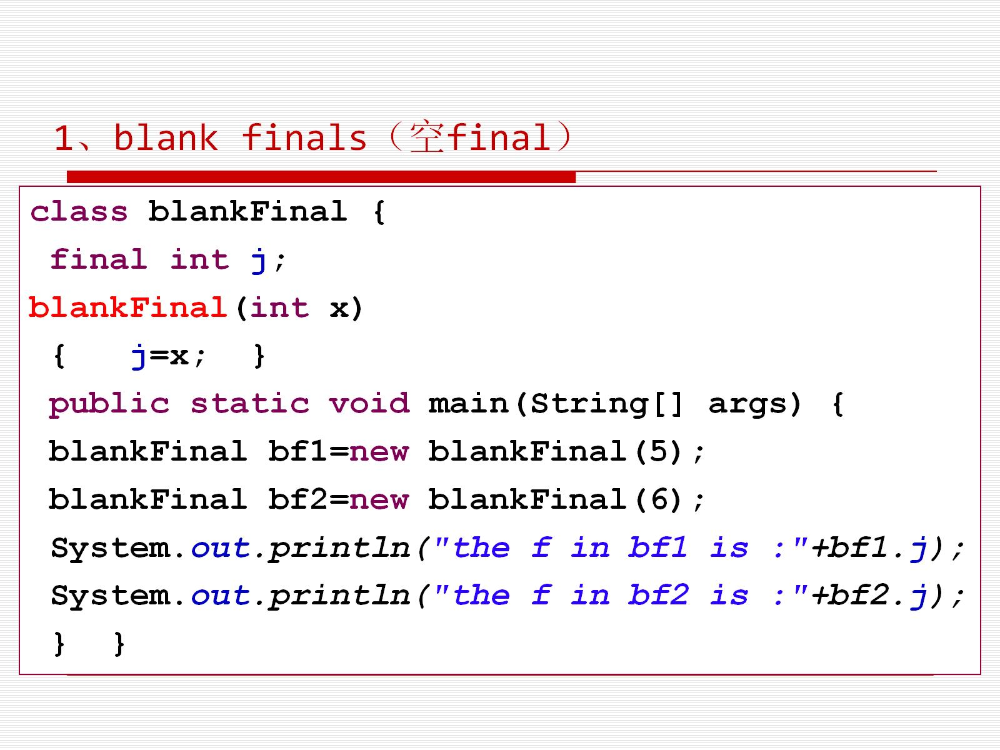 1、blank finals（空final）
class blankFinal {
final int j;
blankFinal(int x)
{   j=x;  }
public static void main(String[] args) {
blankFinal bf1=new blankFinal(5);
blankFinal bf2=new blankFinal(6);
System.out.println("the f in bf1 is :"+bf1.j);
System.out.println("the f in bf2 is :"+bf2.j);
}  }